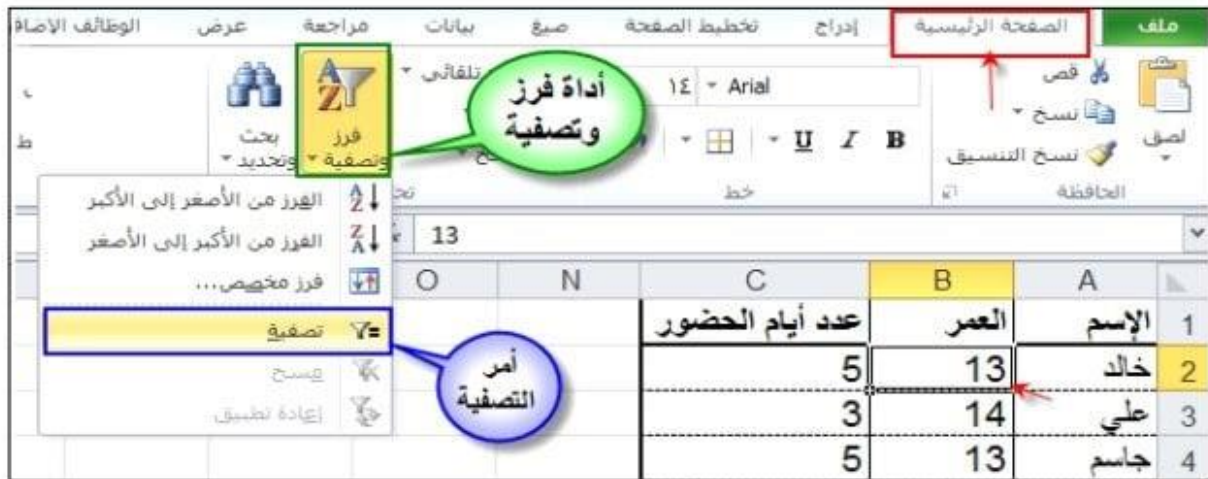 ملف الصفحة الرئيسية إدراج تخطيط الصفحة صيغ بيانات مراجعة عرض الوظائف
قص
نسخ
نسخ التنسيق
لصق
الحافظة
Arial ١٤
B I U
خط
تلقائي
أداة فرز
وتصفية
فرز
وتصفية
بحث
وتحديد
الفرز من الأصغر إلى الأكبر
الفرز من الأكبر إلى الأصغر
فرز مخصص...
تصفية
مسح
إعادة تطبيق
أمر
التصفية
13
A B C N O
1 الإسم العمر عدد أيام الحضور
2 خالد 13 5
3 علي 14 3
4 جاسم 13 5